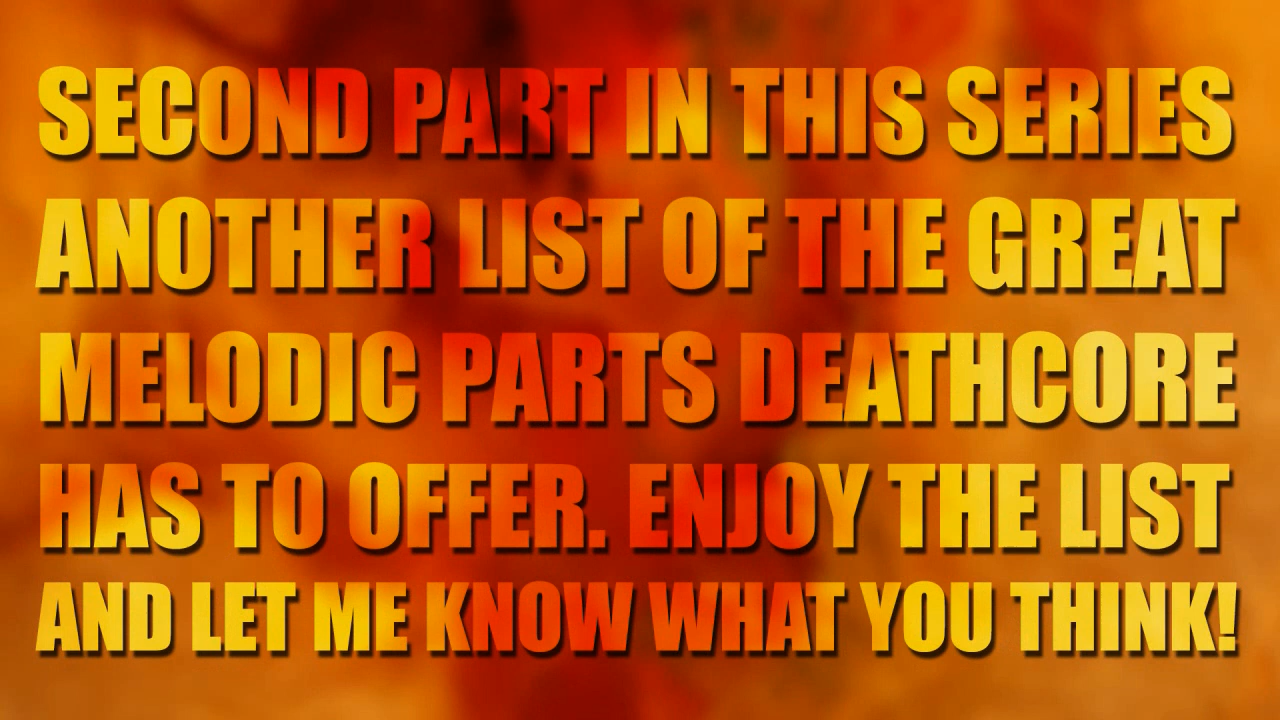 SECOND PART IN THIS SERIES
ANOTHER LIST OF THE GREAT
MELODIC PARTS DEATHCORE
HAS TO OFFER. ENJOY THE LIST
AND LET ME KNOW WHAT YOU THINK!